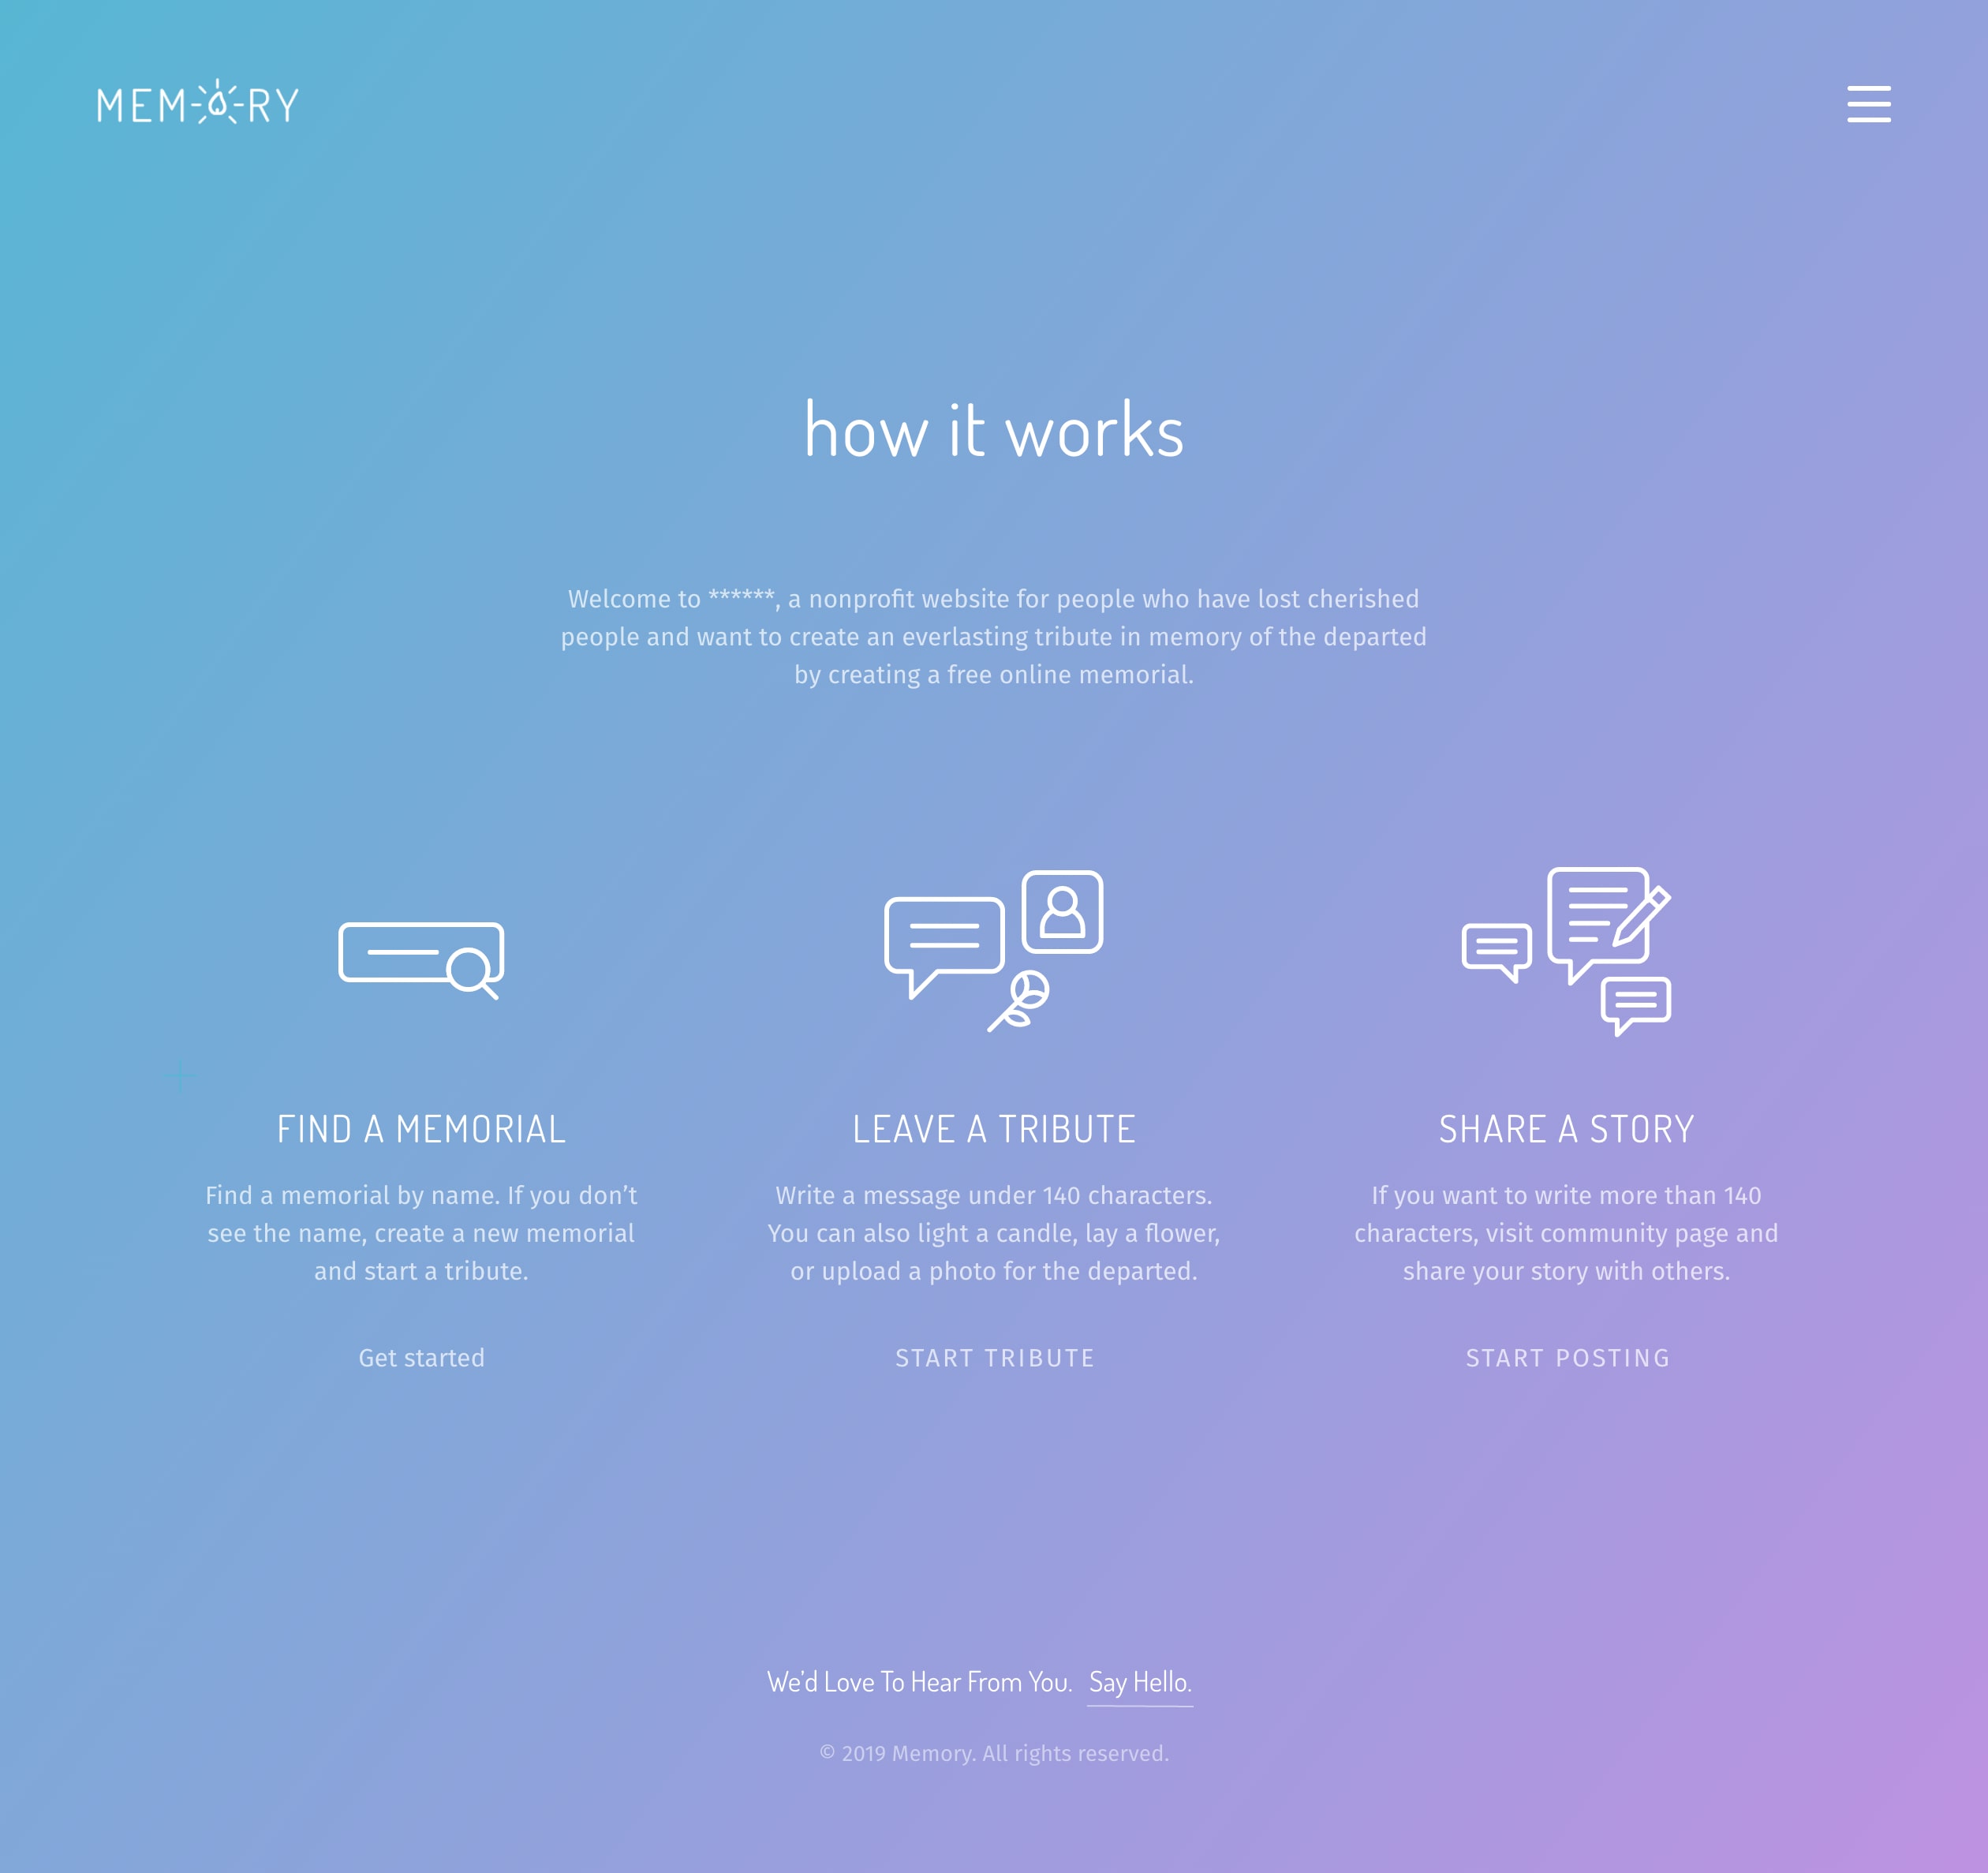 MEMORY
how it works
Welcome to ******, a nonprofit website for people who have lost cherished
people and want to create an everlasting tribute in memory of the departed
by creating a free online memorial.
FIND A MEMORIAL
Find a memorial by name. If you don’t
see the name, create a new memorial
and start a tribute.
Get started
LEAVE A TRIBUTE
Write a message under 140 characters.
You can also light a candle, lay a flower,
or upload a photo for the departed.
START TRIBUTE
SHARE A STORY
If you want to write more than 140
characters, visit community page and
share your story with others.
START POSTING
We’d Love To Hear From You. Say Hello.
© 2019 Memory. All rights reserved.